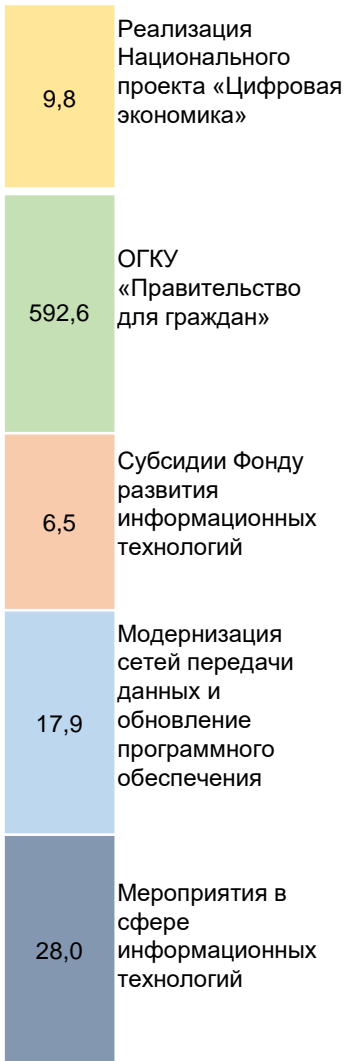 9,8
Реализация
Национального
проекта «Цифровая
экономика»
592,6
ОГКУ
«Правительство
для граждан»
6,5
Субсидии Фонду
развития
информационных
технологий
17,9
Модернизация
сетей передачи
данных и
обновление
программного
обеспечения
28,0
Мероприятия в
сфере
информационных
технологий